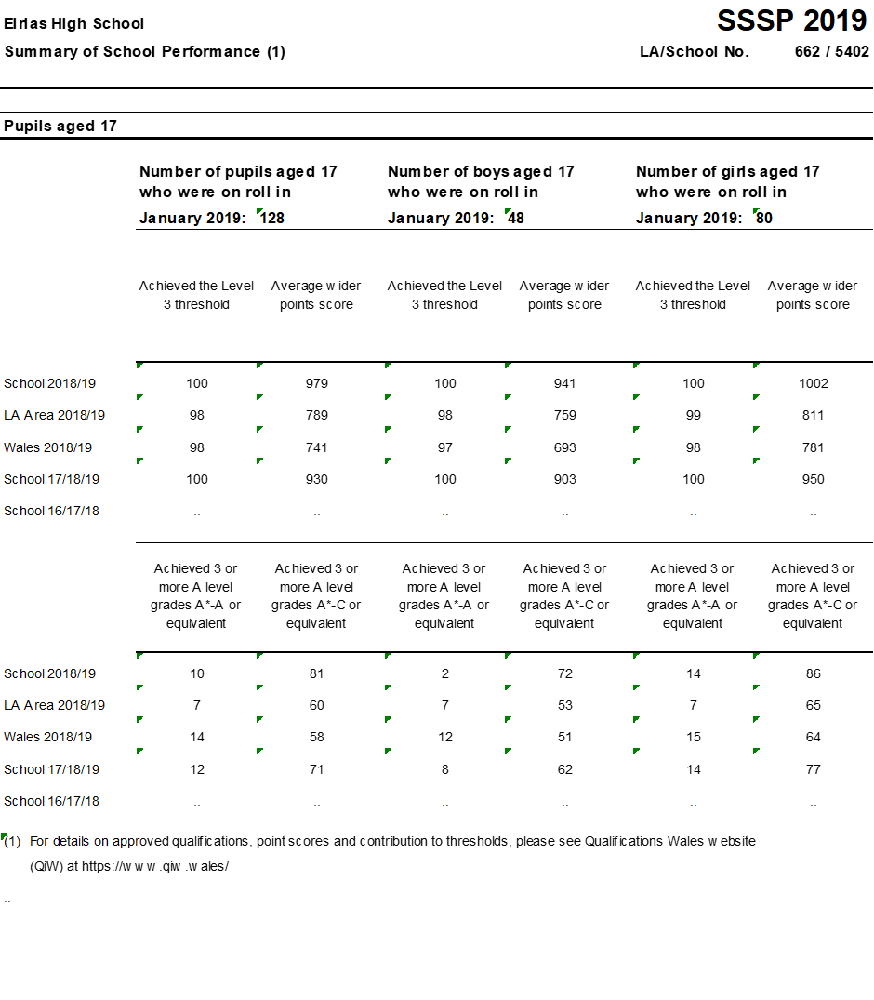 Eirias High School SSSP 2019
Summary of School Performance (1) LA/School No. 662 / 5402
Pupils aged 17
Number of pupils aged 17 Number of boys aged 17 Number of girls aged 17
who were on roll in who were on roll in who were on roll in
January 2019: 128 January 2019: 48 January 2019: 80
Achieved the Level Average wider Achieved the Level Average wider Achieved the Level Average wider
3 threshold points score 3 threshold points score 3 threshold points score
School 2018/19 100 979 100 941 100 1002
LA Area 2018/19 98 789 98 759 99 811
Wales 2018/19 98 741 97 693 98 781
School 17/18/19 100 930 100 903 100 950
School 16/17/18 .. .. .. .. .. ..
Achieved 3 or Achieved 3 or Achieved 3 or Achieved 3 or Achieved 3 or Achieved 3 or
more A level more A level more A level more A level more A level more A level
grades A*-A or grades A*-C or grades A*-A or grades A*-C or grades A*-A or grades A*-C or
equivalent equivalent equivalent equivalent equivalent equivalent
School 2018/19 10 81 2 72 14 86
LA Area 2018/19 7 60 7 53 7 65
Wales 2018/19 14 58 12 51 15 64
School 17/18/19 12 71 8 62 14 77
School 16/17/18 .. .. .. .. .. ..
(1) For details on approved qualifications, point scores and contribution to thresholds, please see Qualifications Wales website
(QiW) at https://www.qiw.wales/
..